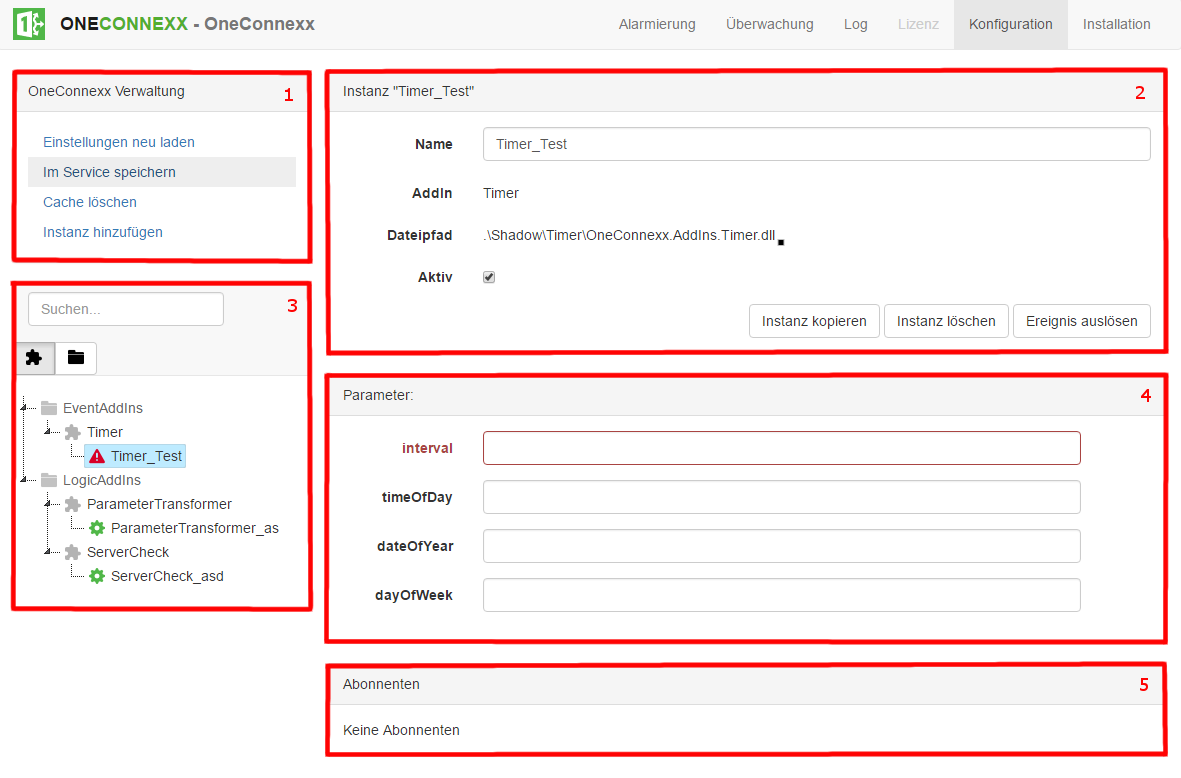 ONECONNEXX - OneConnexx
Alarmierung Überwachung Log Lizenz Konfiguration Installation
OneConnexx Verwaltung 1
Einstellungen neu laden
Im Service speichern
Cache löschen
Instanz hinzufügen
Instanz "Timer_Test" 2
Name Timer_Test
AddIn Timer
Dateipfad .\Shadow\Timer\OneConnexx.AddIns.Timer.dll
Aktiv
Instanz kopieren Instanz löschen Ereignis auslösen
Suchen... 3
EventAddIns
Timer
Timer_Test
LogicAddIns
ParameterTransformer
ParameterTransformer_as
ServerCheck
ServerCheck_asd
Parameter: 4
interval
timeOfDay
dateOfYear
dayOfWeek
Abonnenten 5
Keine Abonnenten